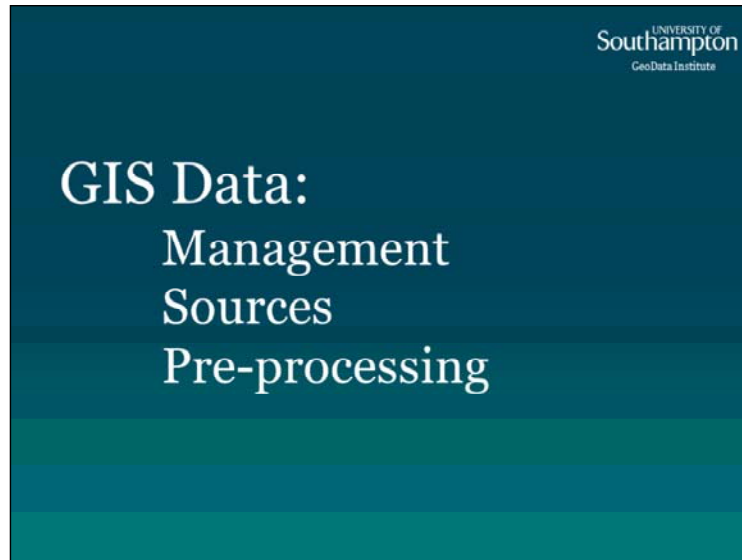 UNIVERSITY OF
Southampton
GeoData Institute
GIS Data:
Management
Sources
Pre-processing